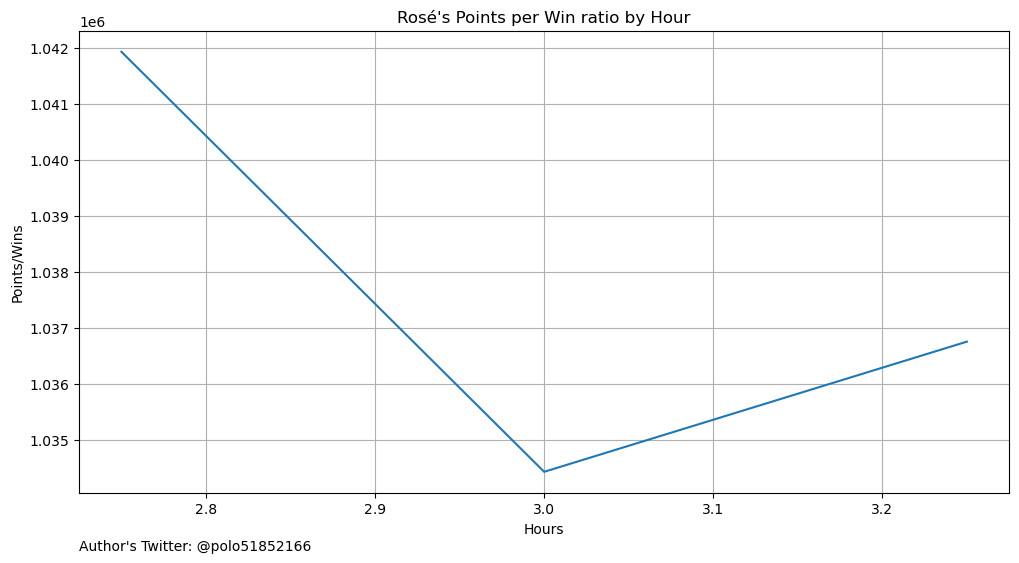 Rosé's Points per Win ratio by Hour
1e6
1.042
1.041
1.040
1.039
1.038
1.037
1.036
1.035
Points/Wins
2.8
2.9
3.0
3.1
3.2
Hours
Author's Twitter: @polo51852166